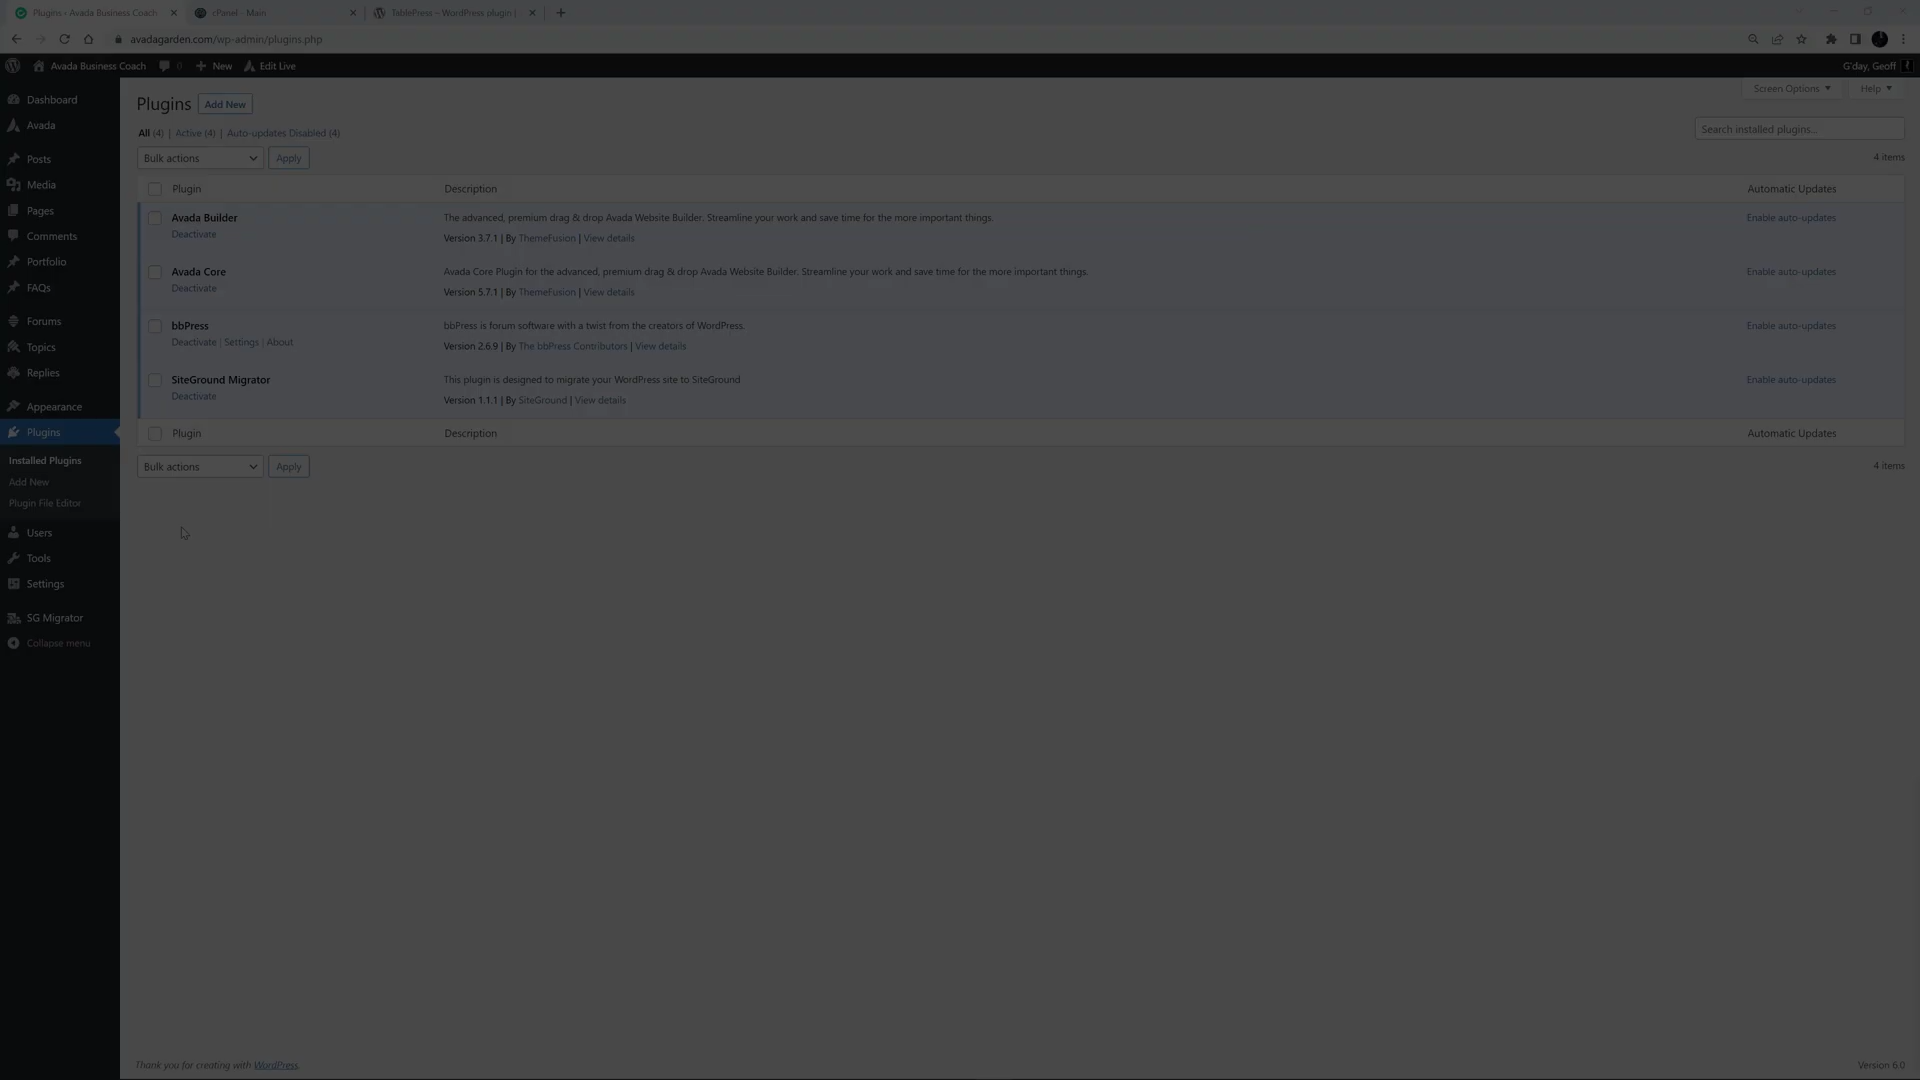 Plugins ‹ Avada Business Coach
cPanel - Main
TablePress – WordPress plugin |
avadagarden.com/wp-admin/plugins.php
Avada Business Coach
0
New
Edit Live
G'day, Geoff
Dashboard
Avada
Posts
Media
Pages
Comments
Portfolio
FAQs
Forums
Topics
Replies
Appearance
Plugins
Installed Plugins
Add New
Plugin File Editor
Users
Tools
Settings
SG Migrator
Collapse menu
Screen Options
Help
Plugins
Add New
All (4) | Active (4) | Auto-updates Disabled (4)
Search installed plugins...
Bulk actions
Apply
4 items
Plugin
Description
Automatic Updates
Avada Builder
Deactivate
The advanced, premium drag & drop Avada Website Builder. Streamline your work and save time for the more important things.
Version 3.7.1 | By ThemeFusion | View details
Enable auto-updates
Avada Core
Deactivate
Avada Core Plugin for the advanced, premium drag & drop Avada Website Builder. Streamline your work and save time for the more important things.
Version 5.7.1 | By ThemeFusion | View details
Enable auto-updates
bbPress
Deactivate | Settings | About
bbPress is forum software with a twist from the creators of WordPress.
Version 2.6.9 | By The bbPress Contributors | View details
Enable auto-updates
SiteGround Migrator
Deactivate
This plugin is designed to migrate your WordPress site to SiteGround
Version 1.1.1 | By SiteGround | View details
Enable auto-updates
Plugin
Description
Automatic Updates
Bulk actions
Apply
4 items
Thank you for creating with WordPress.
Version 6.0